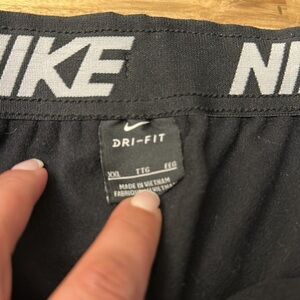 NIKE NI
DRI-FIT
XXL TTG EEG
MADE IN VIETNAM